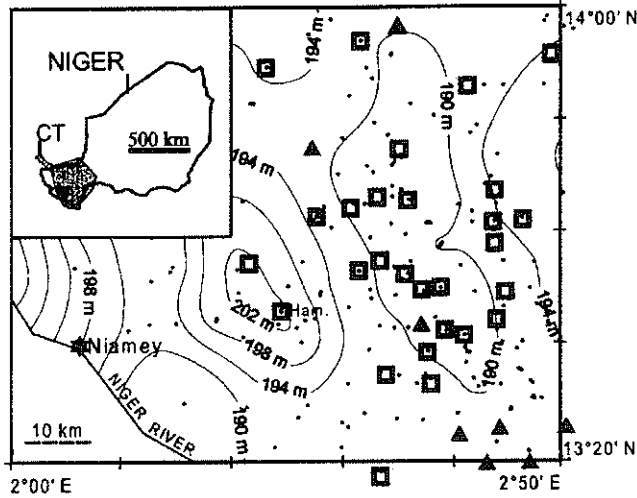 14°00' N
194 m
NIGER
CT
500 km
190 m
194 m
198 m
202 m
Ham.
194 m
Niamey
198 m
194 m
190 m
190 m
NIGER RIVER
10 km
13°20' N
2°00' E
2°50' E